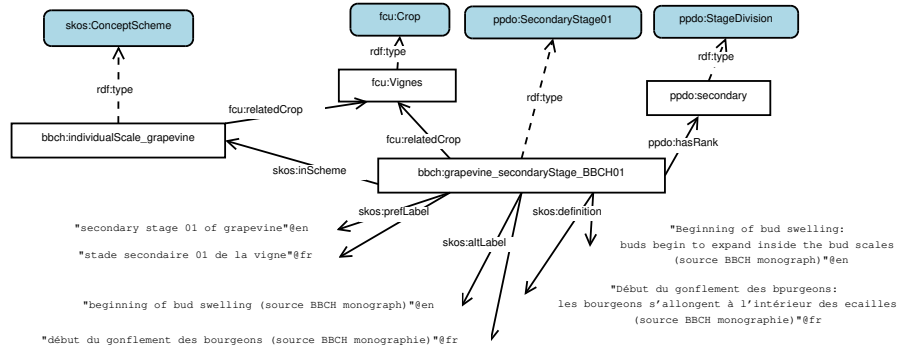 skos:ConceptScheme
fcu:Crop
ppdo:SecondaryStage01
ppdo:StageDivision
rdf:type
rdf:type
rdf:type
rdf:type
fcu:Vignes
ppdo:secondary
fcu:relatedCrop
bbch:individualScale_grapevine
fcu:relatedCrop
ppdo:hasRank
skos:inScheme
bbch:grapevine_secondaryStage_BBCH01
skos:prefLabel
skos:definition
skos:altLabel
"secondary stage 01 of grapevine"@en
"stade secondaire 01 de la vigne"@fr
"Beginning of bud swelling:
buds begin to expand inside the bud scales
(source BBCH monograph)"@en
"beginning of bud swelling (source BBCH monograph)"@en
"Début du gonflement des bpurgeons:
les bourgeons s'allongent à l'intérieur des ecailles
(source BBCH monographie)"@fr
"début du gonflement des bourgeons (source BBCH monographie)"@fr